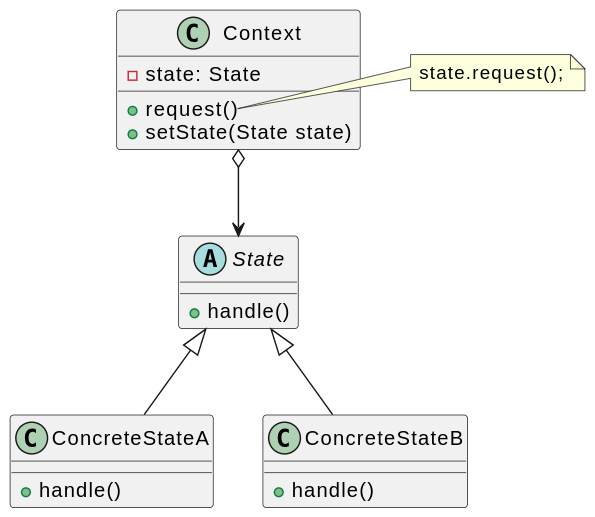 C Context
state: State
request()
setState(State state)
state.request();
A State
handle()
C ConcreteStateA
handle()
C ConcreteStateB
handle()